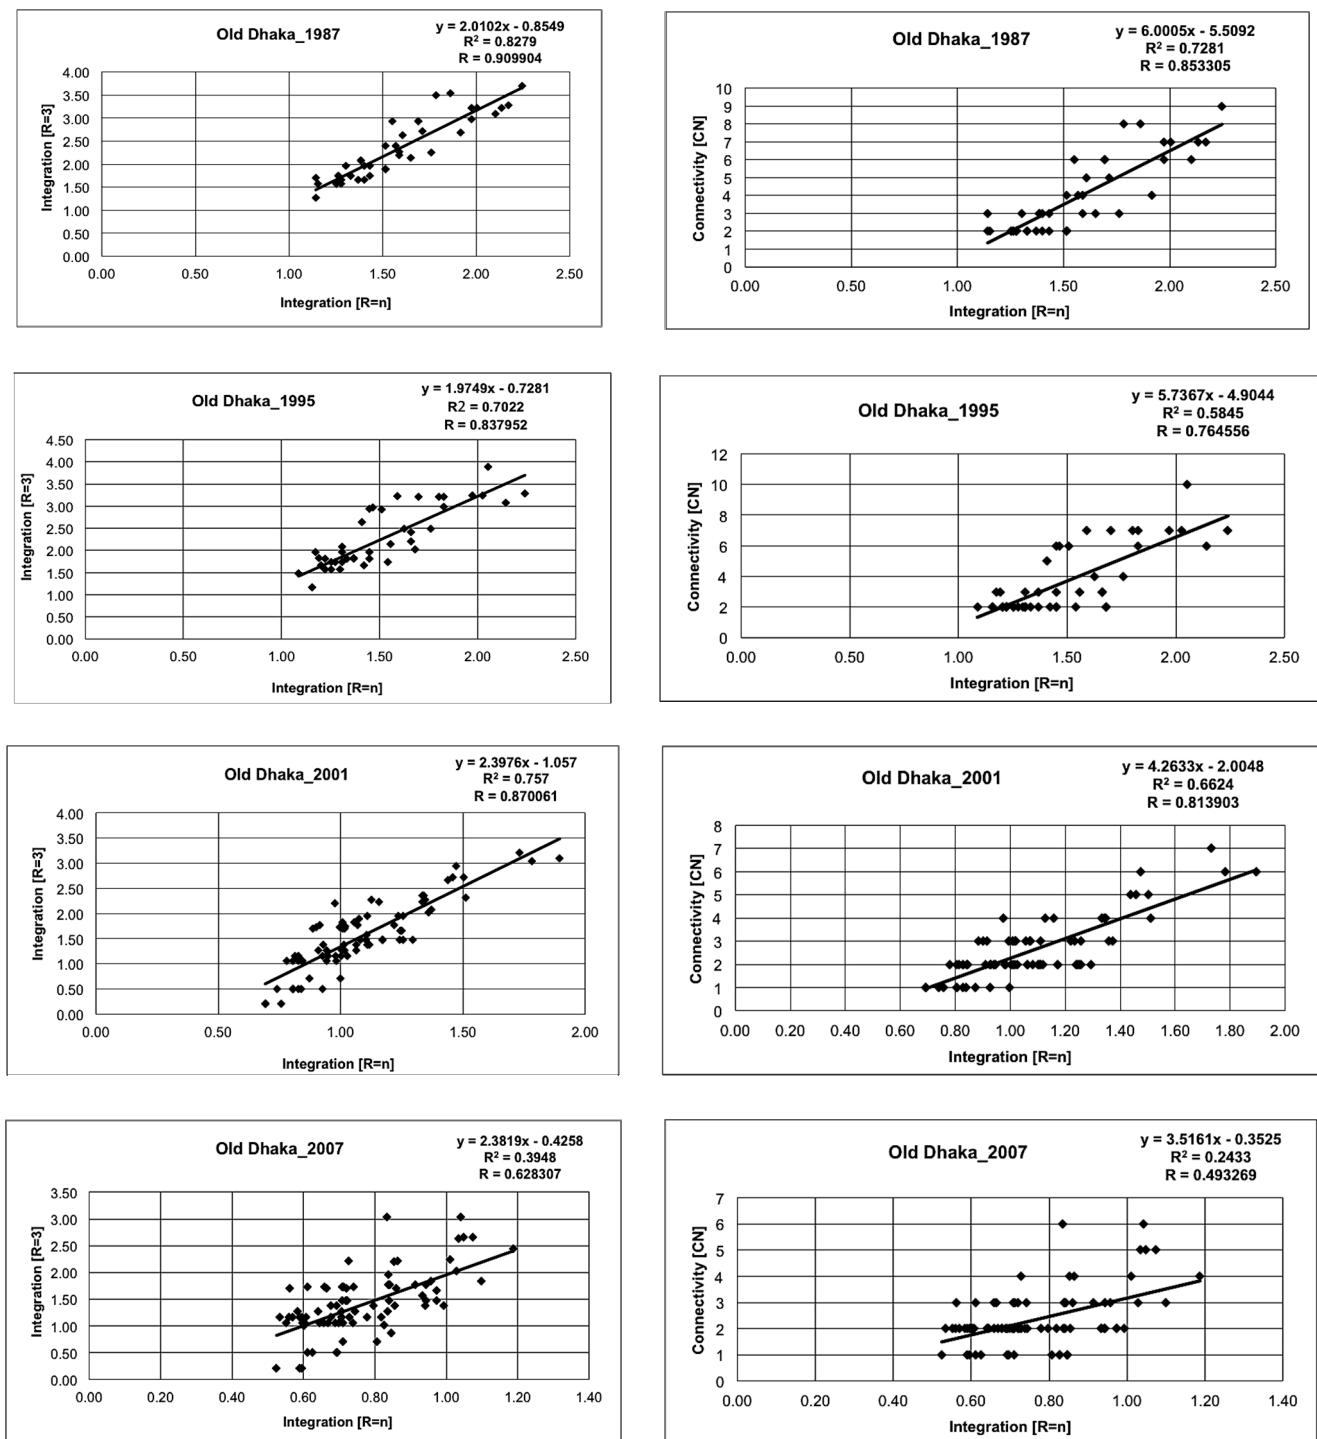 Old Dhaka_1987
y = 2.0102x - 0.8549
R² = 0.8279
R = 0.909904
4.00
3.50
3.00
2.50
2.00
1.50
1.00
0.50
0.00
Integration [R=3]
0.00 0.50 1.00 1.50 2.00 2.50
Integration [R=n]
Old Dhaka_1987
y = 6.0005x - 5.5092
R² = 0.7281
R = 0.853305
10
9
8
7
6
5
4
3
2
1
0
Connectivity [CN]
0.00 0.50 1.00 1.50 2.00 2.50
Integration [R=n]
Old Dhaka_1995
y = 1.9749x - 0.7281
R2 = 0.7022
R = 0.837952
4.50
4.00
3.50
3.00
2.50
2.00
1.50
1.00
0.50
0.00
Integration [R=3]
0.00 0.50 1.00 1.50 2.00 2.50
Integration [R=n]
Old Dhaka_1995
y = 5.7367x - 4.9044
R² = 0.5845
R = 0.764556
12
10
8
6
4
2
0
Connectivity [CN]
0.00 0.50 1.00 1.50 2.00 2.50
Integration [R=n]
Old Dhaka_2001
y = 2.3976x - 1.057
R² = 0.757
R = 0.870061
4.00
3.50
3.00
2.50
2.00
1.50
1.00
0.50
0.00
Integration [R=3]
0.00 0.50 1.00 1.50 2.00
Integration [R=n]
Old Dhaka_2001
y = 4.2633x - 2.0048
R² = 0.6624
R = 0.813903
8
7
6
5
4
3
2
1
0
Connectivity [CN]
0.00 0.20 0.40 0.60 0.80 1.00 1.20 1.40 1.60 1.80 2.00
Integration [R=n]
Old Dhaka_2007
y = 2.3819x - 0.4258
R² = 0.3948
R = 0.628307
3.50
3.00
2.50
2.00
1.50
1.00
0.50
0.00
Integration [R=3]
0.00 0.20 0.40 0.60 0.80 1.00 1.20 1.40
Integration [R=n]
Old Dhaka_2007
y = 3.5161x - 0.3525
R² = 0.2433
R = 0.493269
7
6
5
4
3
2
1
0
Connectivity [CN]
0.00 0.20 0.40 0.60 0.80 1.00 1.20 1.40
Integration [R=n]